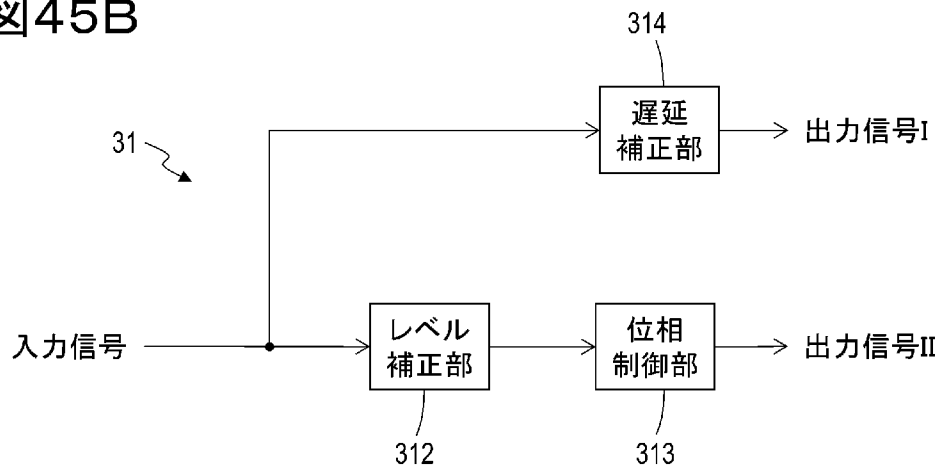 図45B
314
遅延
補正部
出力信号I
31
入力信号
レベル
補正部
位相
制御部
出力信号II
312
313